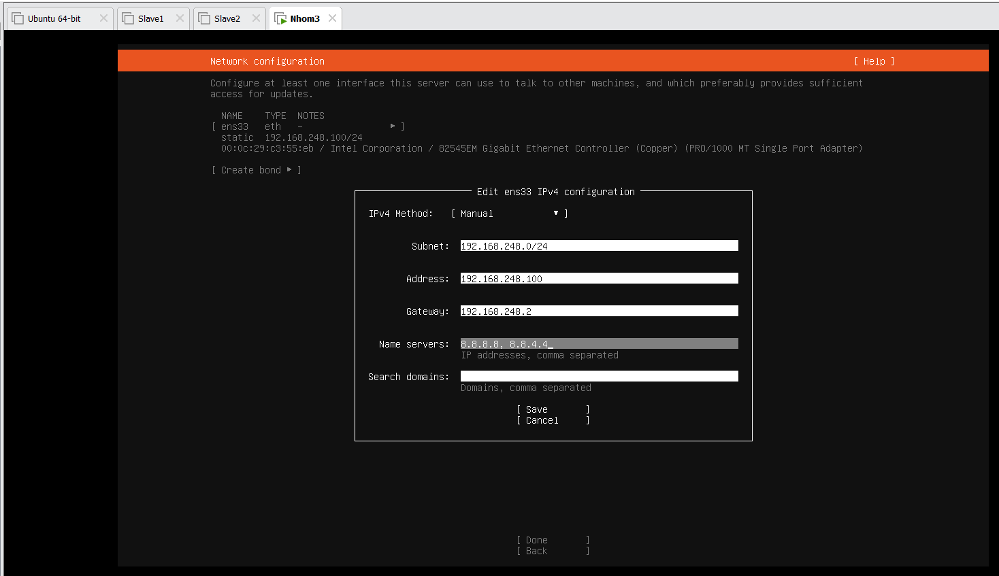 Ubuntu 64-bit Slave1 Slave2 Nhom3
Network configuration [ Help ]
Configure at least one interface this server can use to talk to other machines, and which preferably provides sufficient
access for updates.
NAME TYPE NOTES
[ ens33 eth – ▸ ]
static 192.168.248.100/24
00:0c:29:c3:55:eb / Intel Corporation / 82545EM Gigabit Ethernet Controller (Copper) (PRO/1000 MT Single Port Adapter)
[ Create bond ▸ ]
Edit ens33 IPv4 configuration
IPv4 Method: [ Manual ▾ ]
Subnet: 192.168.248.0/24
Address: 192.168.248.100
Gateway: 192.168.248.2
Name servers: 8.8.8.8, 8.8.4.4_
IP addresses, comma separated
Search domains:
Domains, comma separated
[ Save ]
[ Cancel ]
[ Done ]
[ Back ]